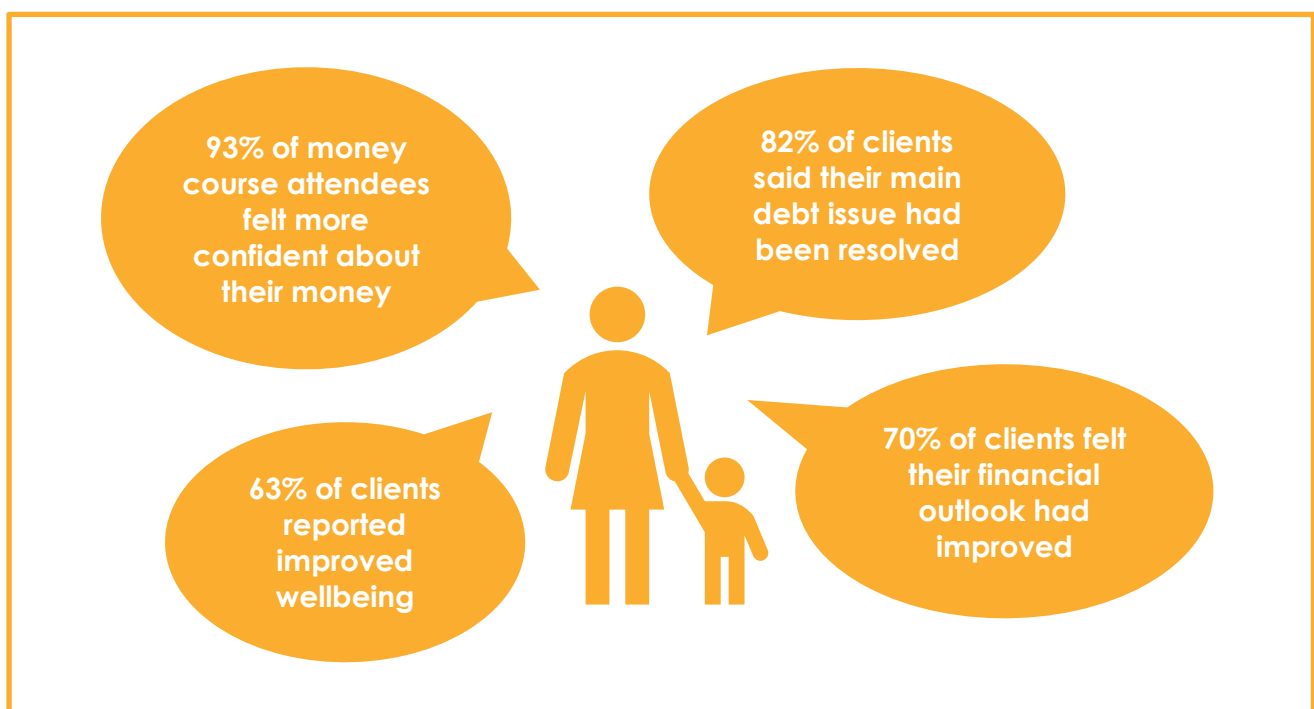 93% of money
course attendees
felt more
confident about
their money
82% of clients
said their main
debt issue had
been resolved
63% of clients
reported
improved
wellbeing
70% of clients felt
their financial
outlook had
improved